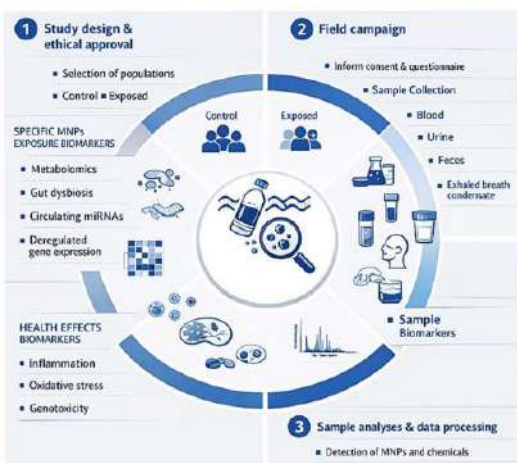 1 Study design &
ethical approval
▪ Selection of populations
▪ Control ▪ Exposed
2 Field campaign
▪ Inform consent & questionnaire
▪ Sample Collection
▪ Blood
▪ Urine
▪ Feces
▪ Exhaled breath
condensate
Control
Exposed
SPECIFIC MNPs
EXPOSURE BIOMARKERS
▪ Metaboiomics
▪ Gut dysbiosis
▪ Circulating miRNAs
▪ Deregulated
gene expression
HEALTH EFFECTS
BIOMARKERS
▪ Inflammation
▪ Oxidative stress
▪ Genotoxicity
▪ Sample
Biomarkers
3 Sample analyses & data processing
▪ Detection of MNPs and chemicals